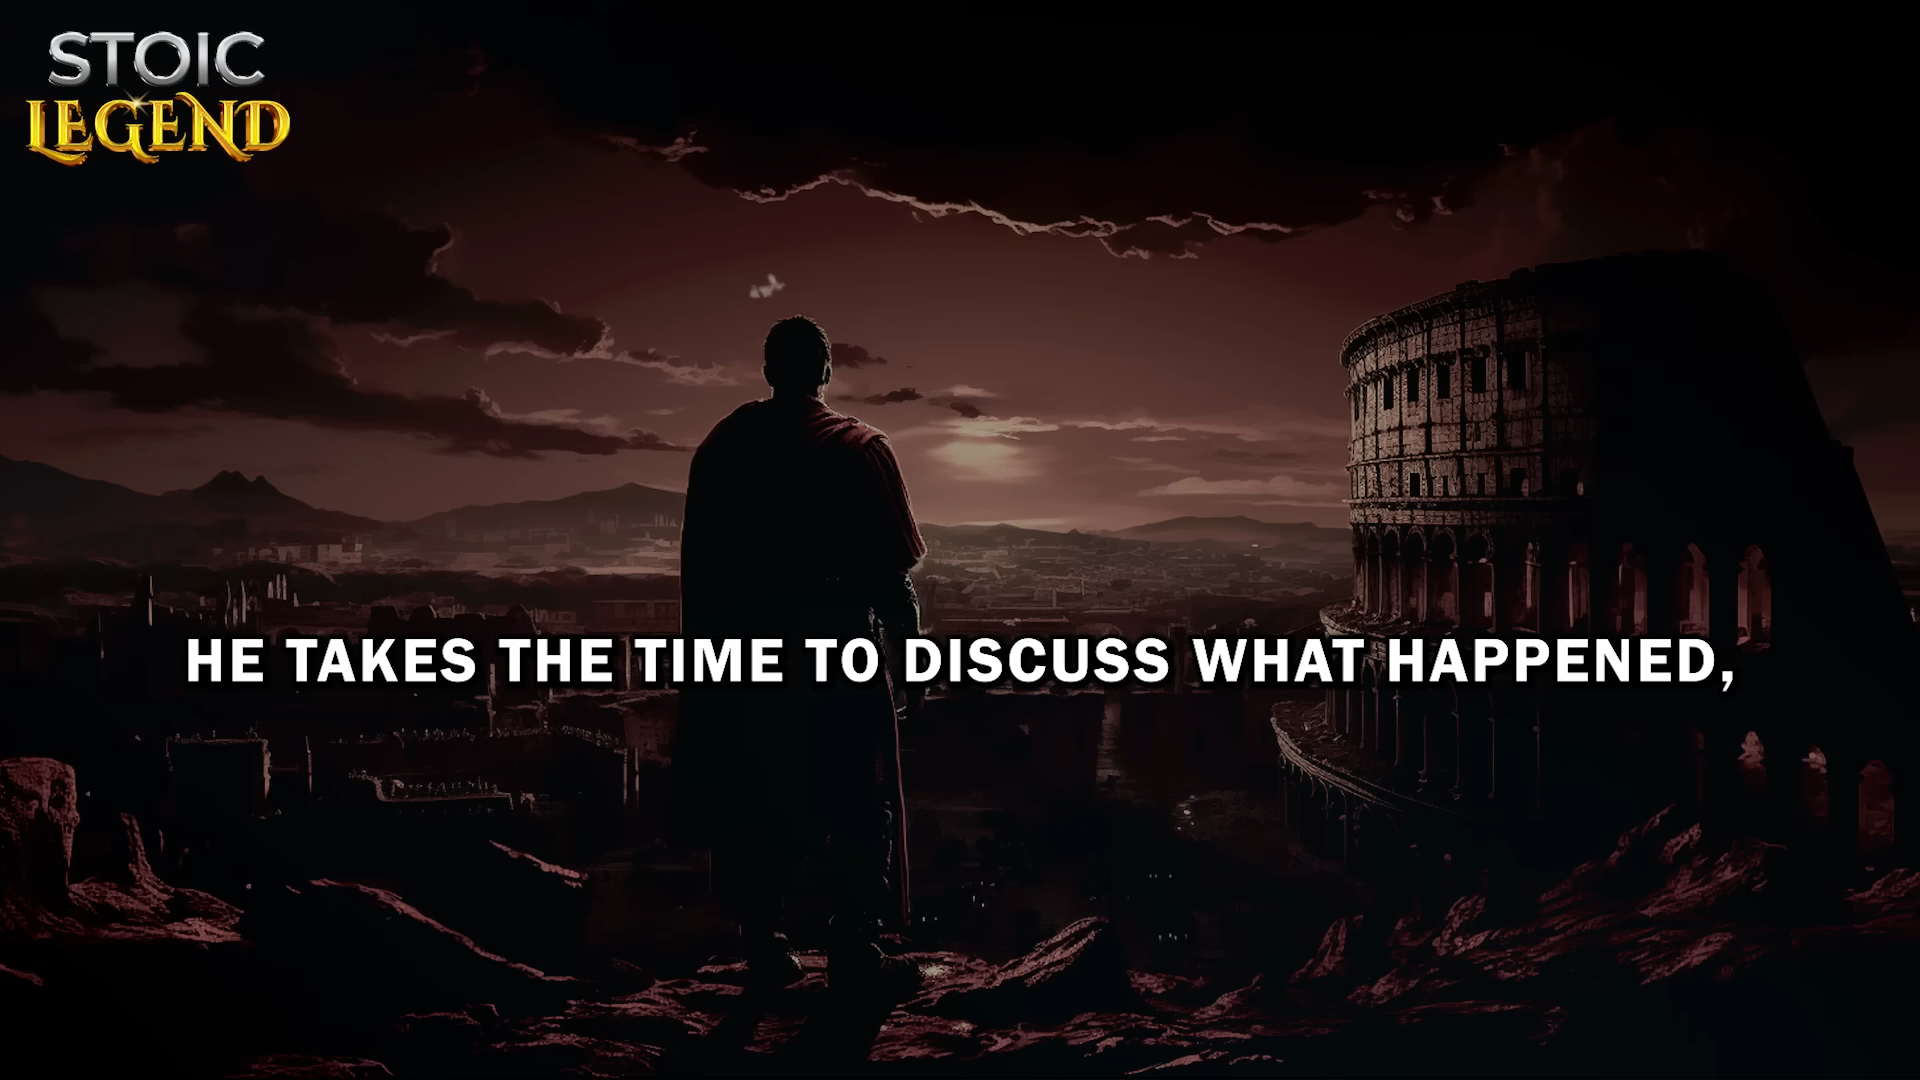 STOIC
LEGEND
HE TAKES THE TIME TO DISCUSS WHAT HAPPENED,